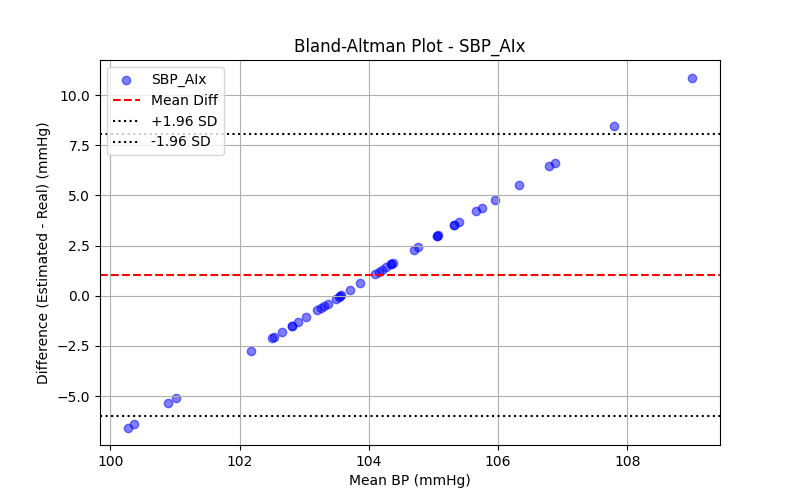 Bland-Altman Plot - SBP_AIx
SBP_AIx
Mean Diff
+1.96 SD
-1.96 SD
10.0
7.5
5.0
2.5
0.0
−2.5
−5.0
Difference (Estimated - Real) (mmHg)
100
102
104
106
108
Mean BP (mmHg)